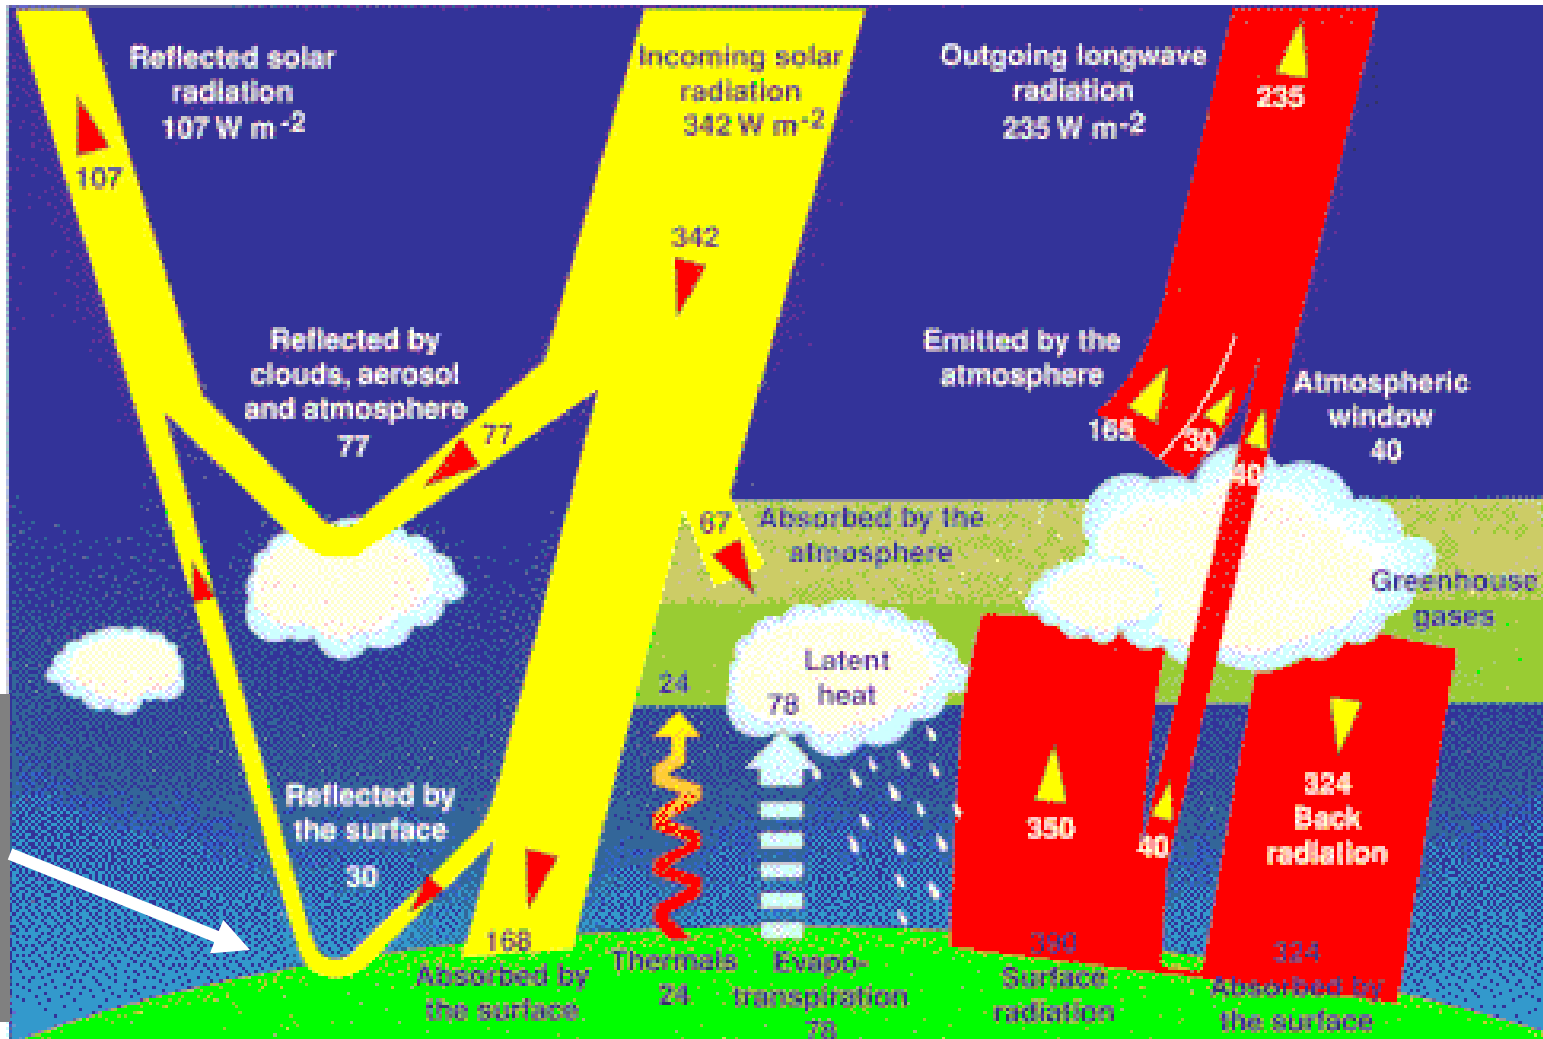 Reflected solar
radiation
107 W m-2
107
Incoming solar
radiation
342 W m-2
342
Outgoing longwave
radiation
235 W m-2
235
Reflected by
clouds, aerosol
and atmosphere
77
77
Emitted by the
atmosphere
165
30
40
Atmospheric
window
40
67
Absorbed by the
atmosphere
Greenhouse
gases
Latent
heat
78
24
Reflected by
the surface
30
350
40
324
Back
radiation
168
Absorbed by
the surface
Thermals
24
Evapo-
transpiration
78
390
Surface
radiation
324
Absorbed by
the surface